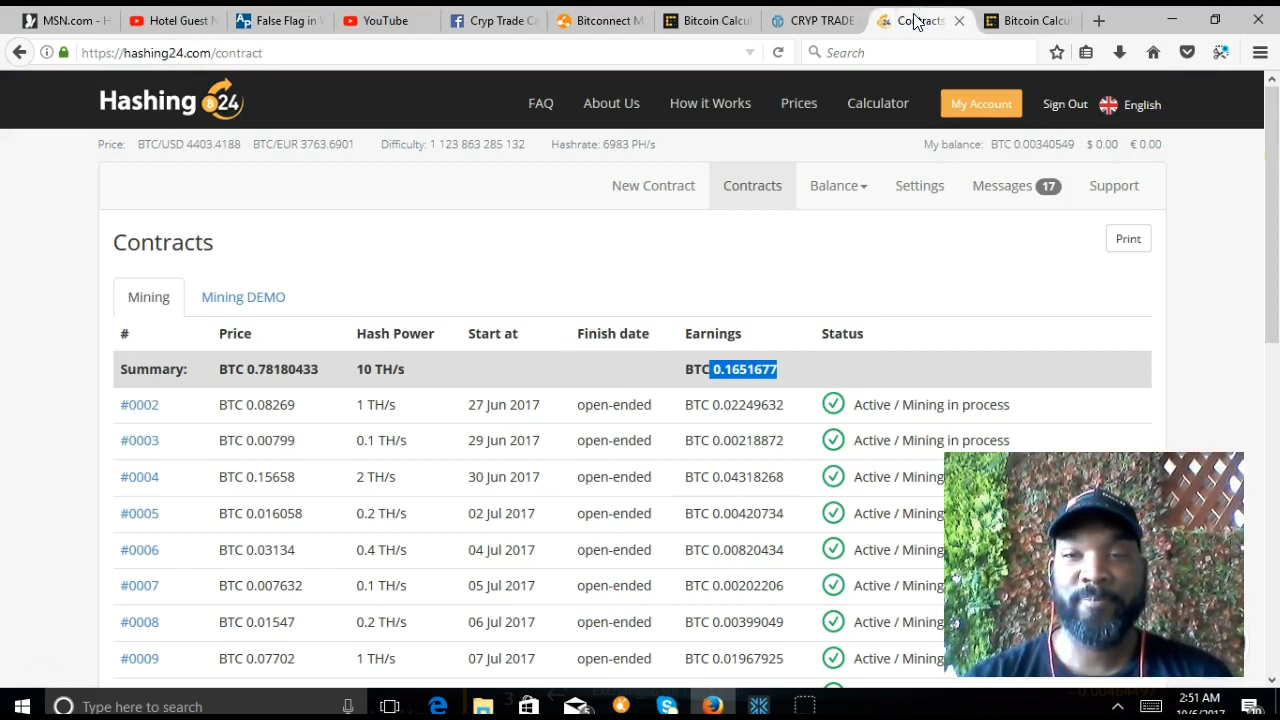 MSN.com - H
Hotel Guest N
False Flag in V
YouTube
Cryp Trade Ca
Bitconnect M
Bitcoin Calcu
CRYP TRADE
Contracts
Bitcoin Calcu
https://hashing24.com/contract
Search
Hashing 24
FAQ
About Us
How it Works
Prices
Calculator
My Account
Sign Out
English
Price: BTC/USD 4403.4188 BTC/EUR 3763.6901 Difficulty: 1 123 863 285 132 Hashrate: 6983 PH/s My balance: BTC 0.00340549 $ 0.00 € 0.00
New Contract Contracts Balance Settings Messages 17 Support
Contracts
Print
Mining Mining DEMO
# Price Hash Power Start at Finish date Earnings Status
Summary: BTC 0.78180433 10 TH/s BTC 0.1651677
#0002 BTC 0.08269 1 TH/s 27 Jun 2017 open-ended BTC 0.02249632 Active / Mining in process
#0003 BTC 0.00799 0.1 TH/s 29 Jun 2017 open-ended BTC 0.00218872 Active / Mining in process
#0004 BTC 0.15658 2 TH/s 30 Jun 2017 open-ended BTC 0.04318268 Active / Mining
#0005 BTC 0.016058 0.2 TH/s 02 Jul 2017 open-ended BTC 0.00420734 Active / Mining
#0006 BTC 0.03134 0.4 TH/s 04 Jul 2017 open-ended BTC 0.00820434 Active / Mining
#0007 BTC 0.007632 0.1 TH/s 05 Jul 2017 open-ended BTC 0.00202206 Active / Mining
#0008 BTC 0.01547 0.2 TH/s 06 Jul 2017 open-ended BTC 0.00399049 Active / Mining
#0009 BTC 0.07702 1 TH/s 07 Jul 2017 open-ended BTC 0.01967925 Active / Mining
Type here to search
2:51 AM
10/6/2017